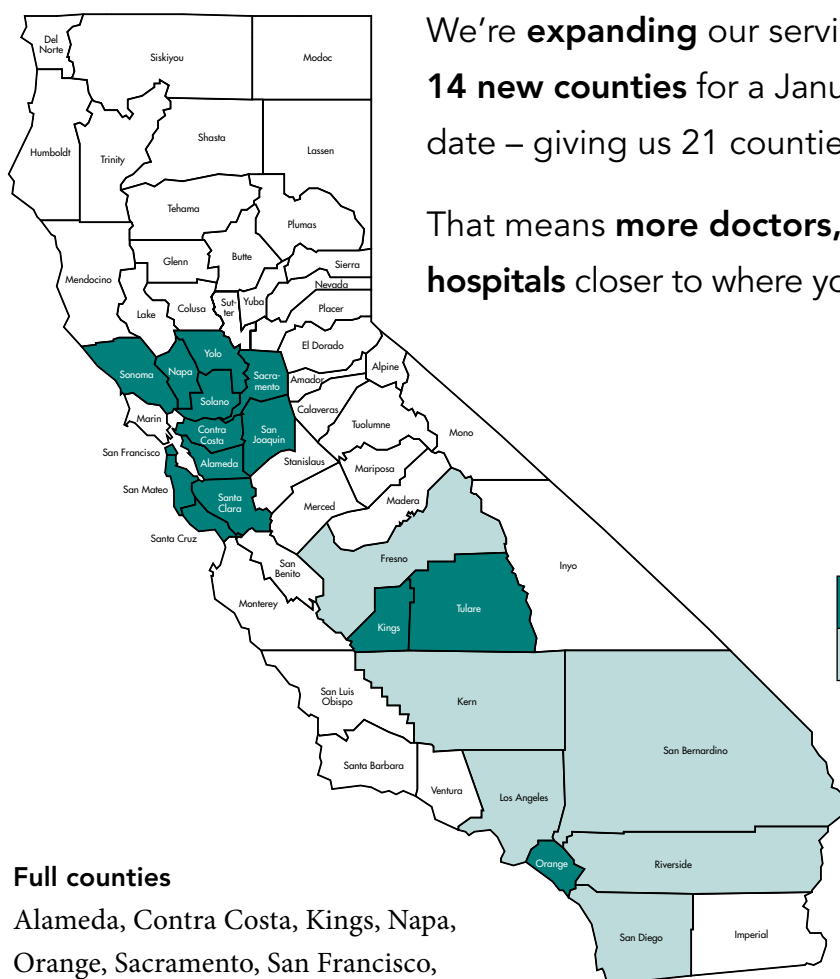 We're expanding our servi
14 new counties for a Janu
date – giving us 21 countie
That means more doctors,
hospitals closer to where yo
Del
Norte
Siskiyou
Modoc
Humboldt
Trinity
Shasta
Lassen
Tehama
Plumas
Mendocino
Glenn
Butte
Sierra
Nevada
Lake
Colusa
Sut-
ter
Yuba
Placer
El Dorado
Sonoma
Napa
Yolo
Sacra-
mento
Amador
Alpine
Solano
Calaveras
Marin
Contra
Costa
San
Joaquin
Tuolumne
Mono
San Francisco
Alameda
Stanislaus
Mariposa
San Mateo
Santa
Clara
Merced
Madera
Santa Cruz
San
Benito
Fresno
Inyo
Monterey
Kings
Tulare
San Luis
Obispo
Kern
San Bernardino
Santa Barbara
Ventura
Los Angeles
Orange
Riverside
San Diego
Imperial
Full counties
Alameda, Contra Costa, Kings, Napa,
Orange, Sacramento, San Francisco,